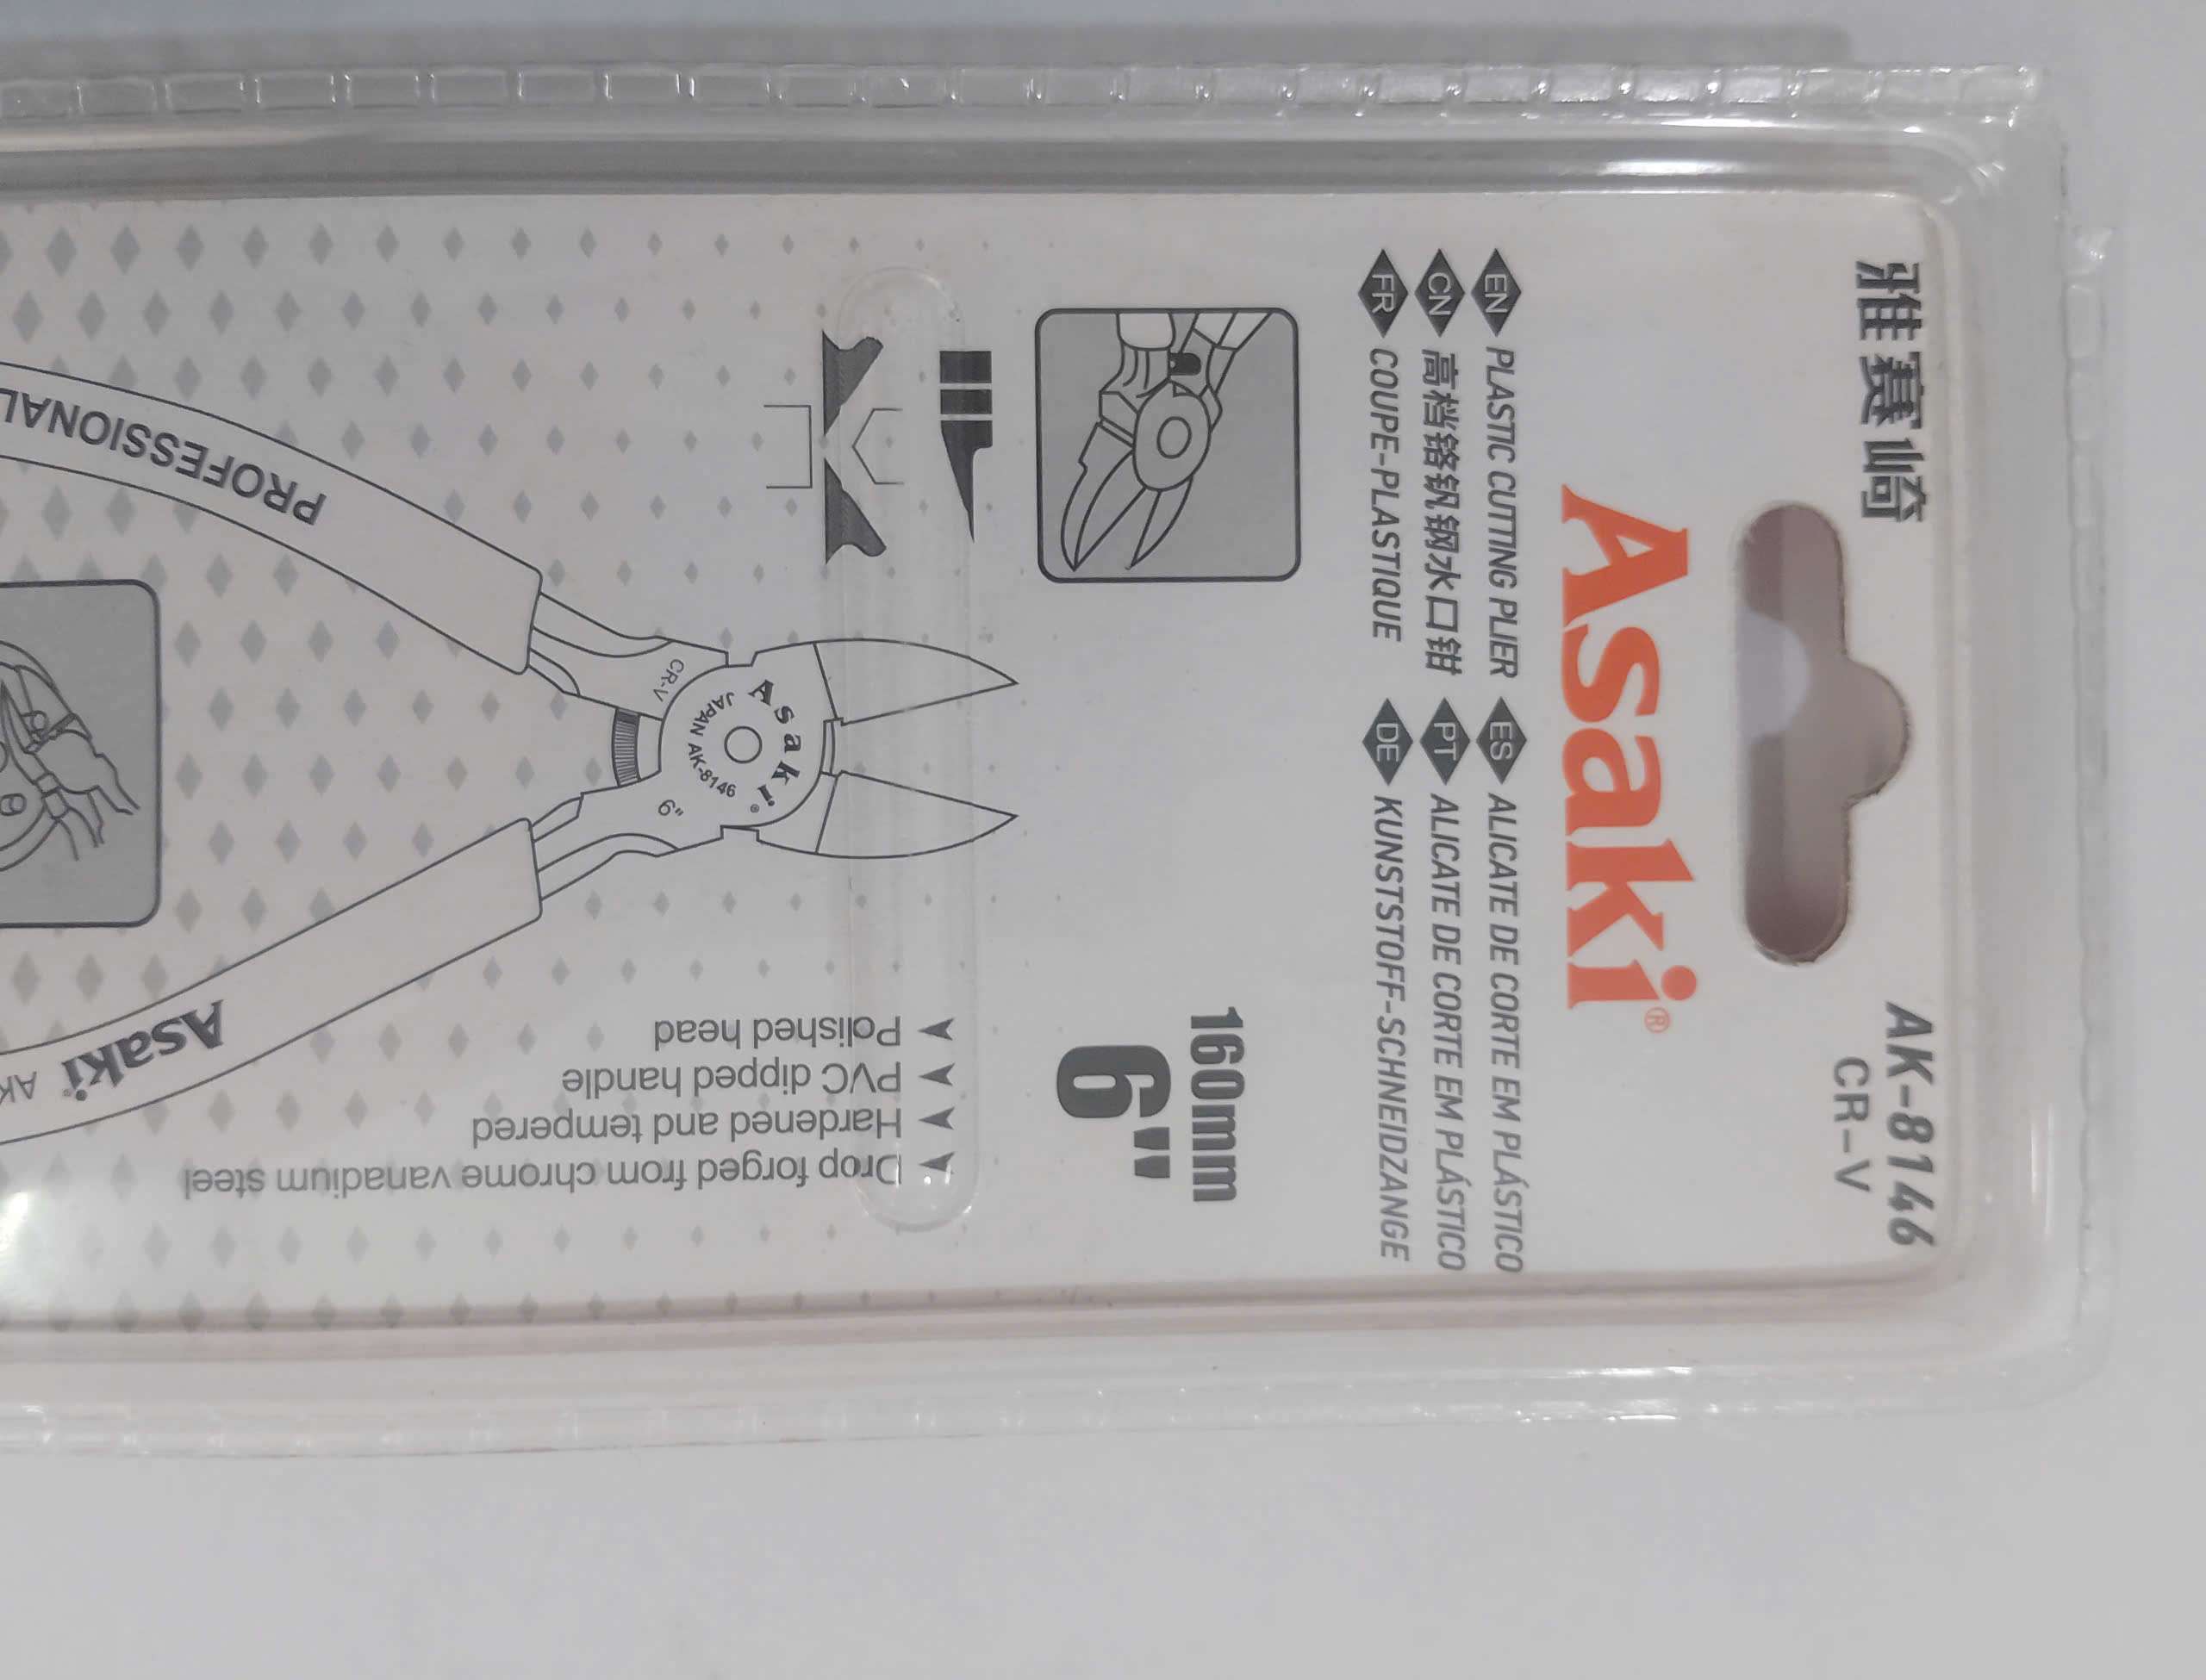 雅赛崎
AK-8146
CR-V
Asaki®
EN PLASTIC CUTTING PLIER
ES ALICATE DE CORTE EM PLÁSTICO
CN 高档铬钒钢水口钳
PT ALICATE DE CORTE EM PLÁSTICO
FR COUPE-PLASTIQUE
DE KUNSTSTOFF-SCHNEIDZANGE
160mm
6"
Drop forged from chrome vanadium steel
Hardened and tempered
PVC dipped handle
Polished head
Asaki®
JAPAN AK-8146
CR-V
6"
PROFESSIONAL
Asaki® AK